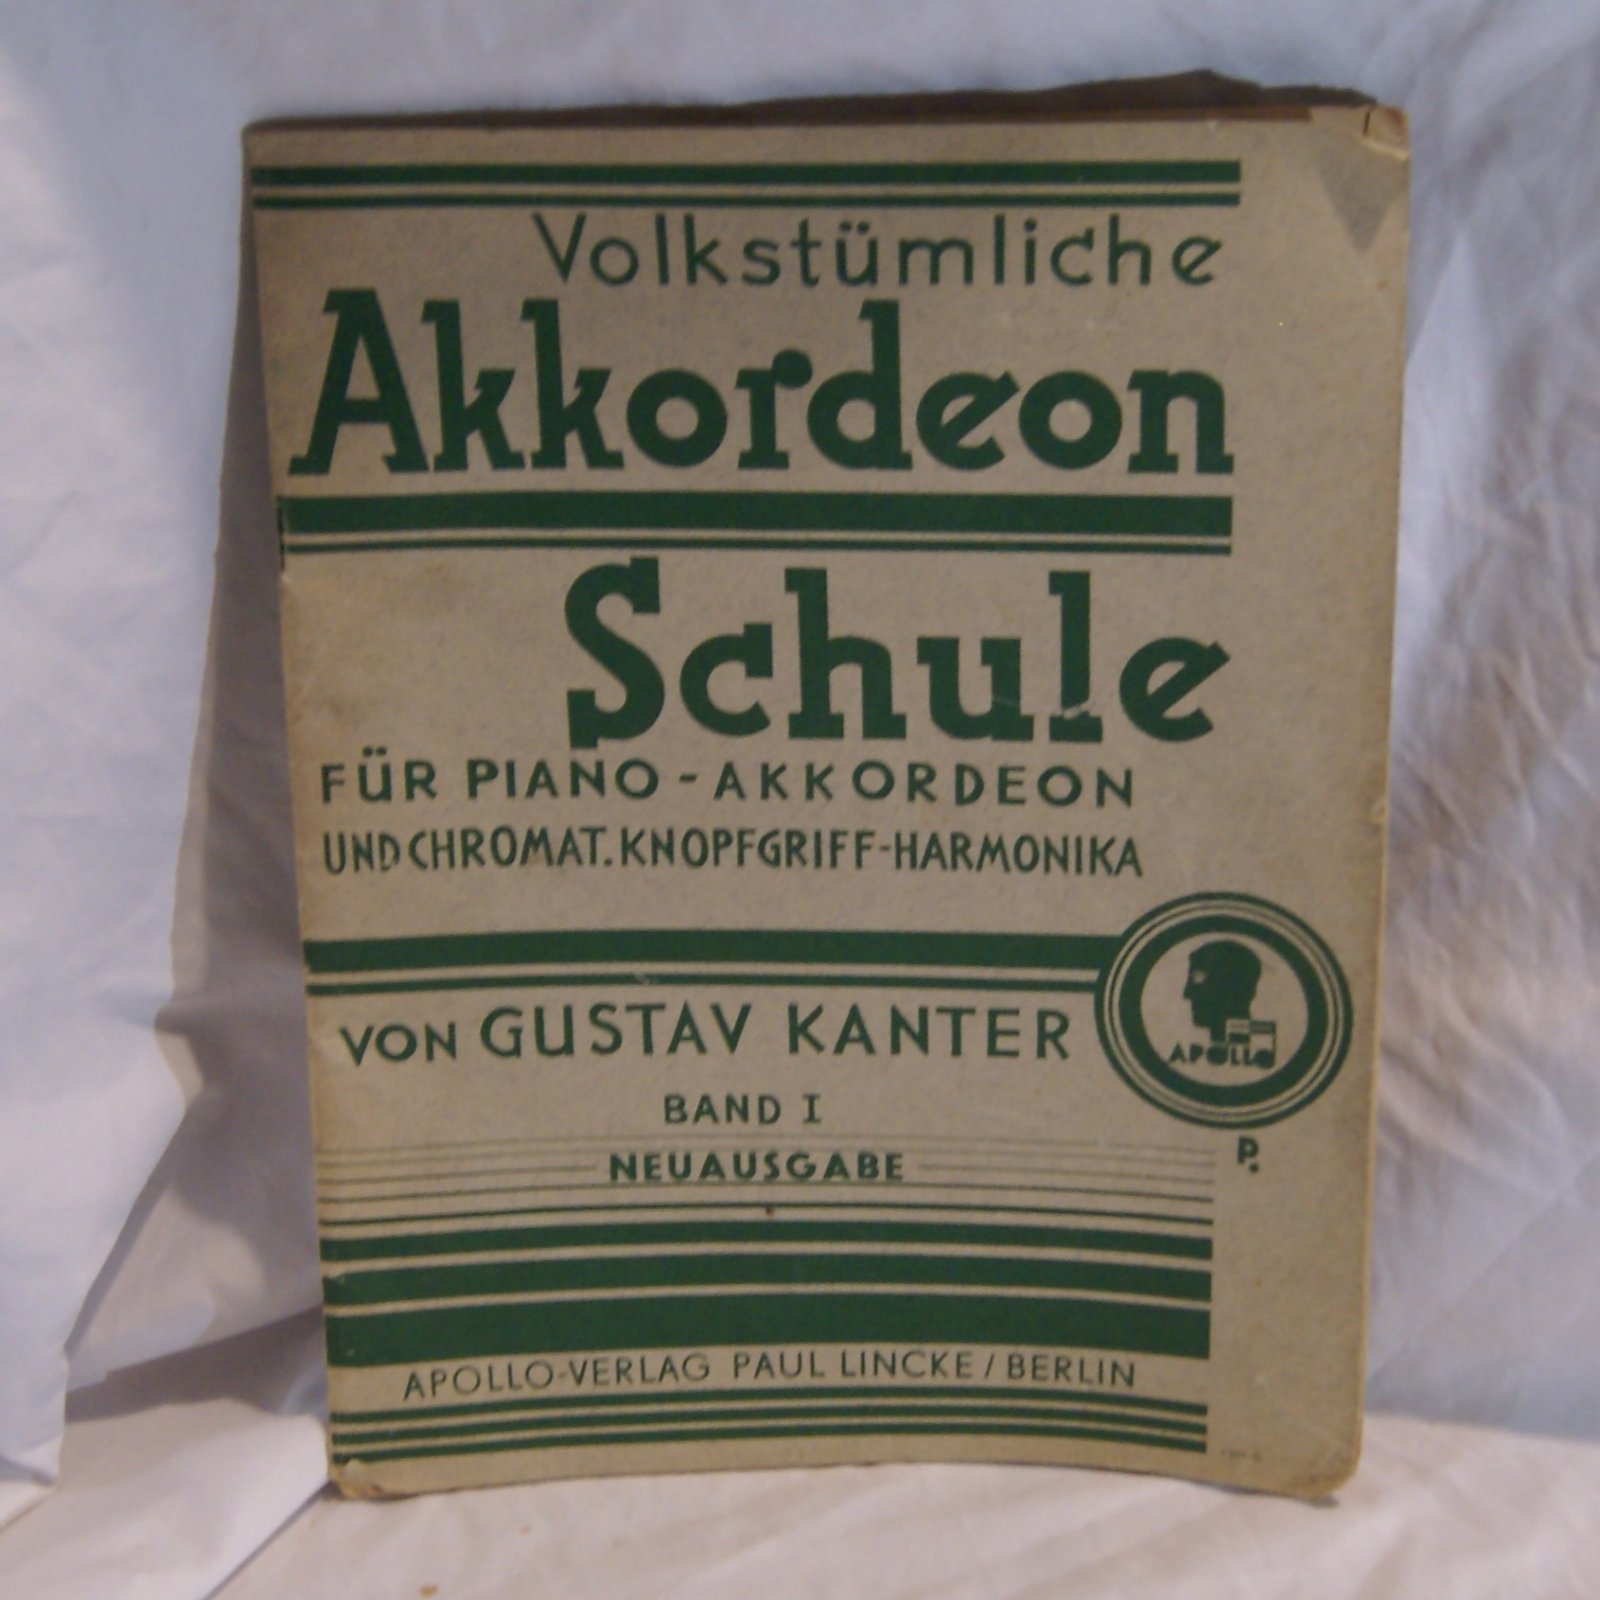 Volkstümliche
Akkordeon
Schule
FÜR PIANO-AKKORDEON
UND CHROMAT. KNOPFGRIFF-HARMONIKA
VON GUSTAV KANTER
APOLLO
BAND I
P.
NEUAUSGABE
APOLLO-VERLAG PAUL LINCKE / BERLIN